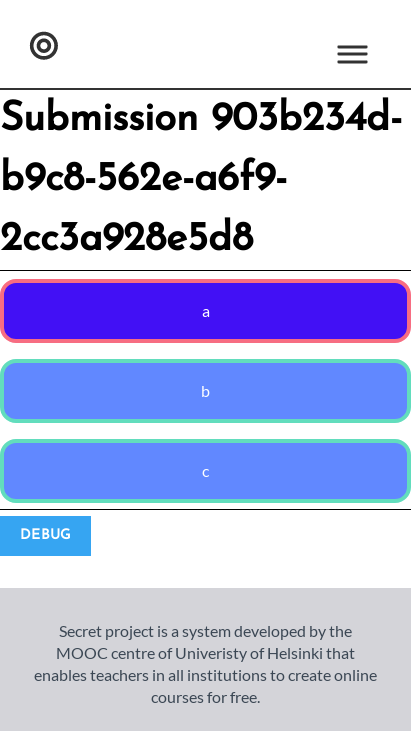 Submission 903b234d-
b9c8-562e-a6f9-
2cc3a928e5d8
a
b
c
DEBUG
Secret project is a system developed by the
MOOC centre of Univeristy of Helsinki that
enables teachers in all institutions to create online
courses for free.